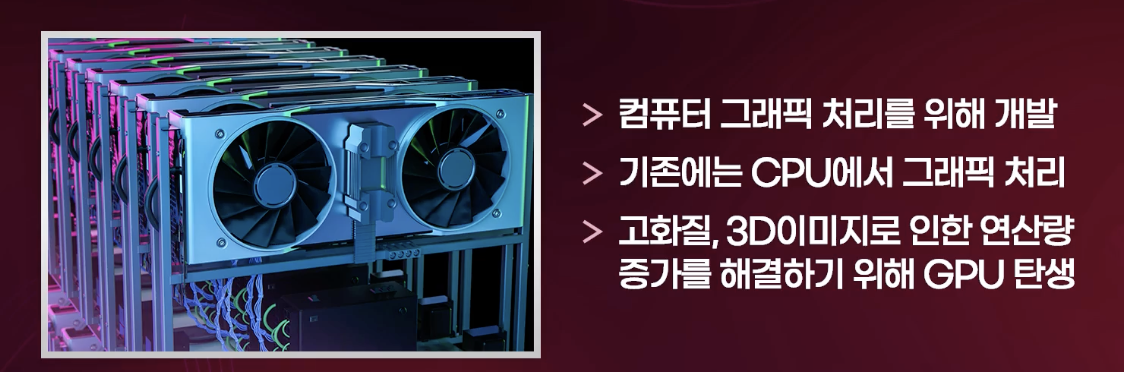 > 컴퓨터 그래픽 처리를 위해 개발
> 기존에는 CPU에서 그래픽 처리
> 고화질, 3D이미지로 인한 연산량
증가를 해결하기 위해 GPU 탄생